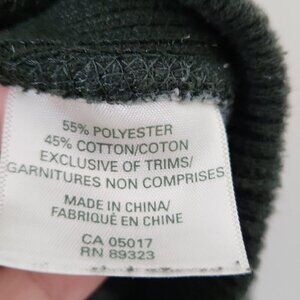 55% POLYESTER
45% COTTON/COTON
EXCLUSIVE OF TRIMS/
GARNITURES NON COMPRISES
MADE IN CHINA/
FABRIQUÉ EN CHINE
CA 05017
RN 89323